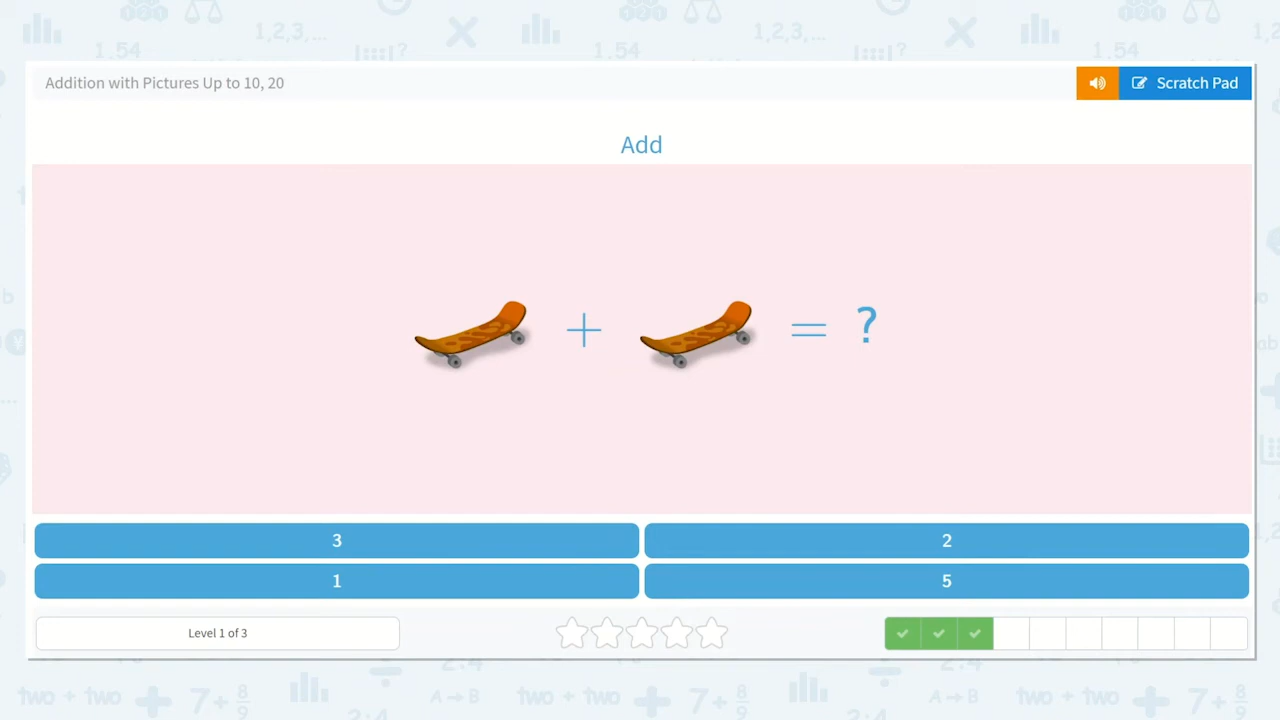 Addition with Pictures Up to 10, 20
Scratch Pad
Add
+ = ?
3
2
1
5
Level 1 of 3